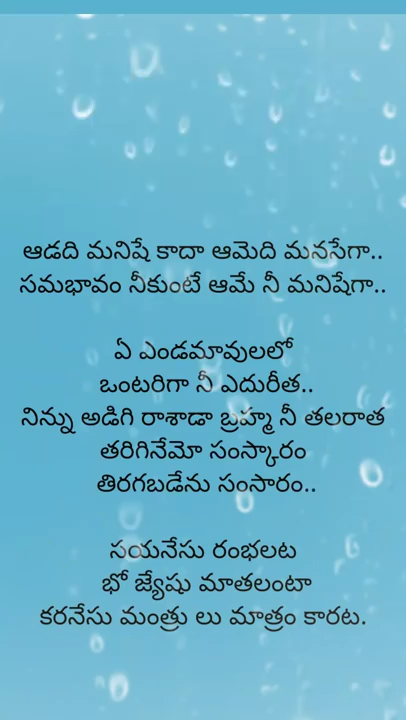 ఆడది మనిషే కాదా ఆమెది మనసేగా..
సమభావం నీకుంటే ఆమే నీ మనిషేగా..
ఏ ఎండమావులలో
ఒంటరిగా నీ ఎదురీత..
నిన్ను అడిగి రాశాడా బ్రహ్మ నీ తలరాత
తరిగినేమో సంస్కారం
తిరగబడేను సంసారం..
సయనేసు రంభలట
భో జ్యేషు మాతలంటా
కరనేసు మంత్రు లు మాత్రం కారట.